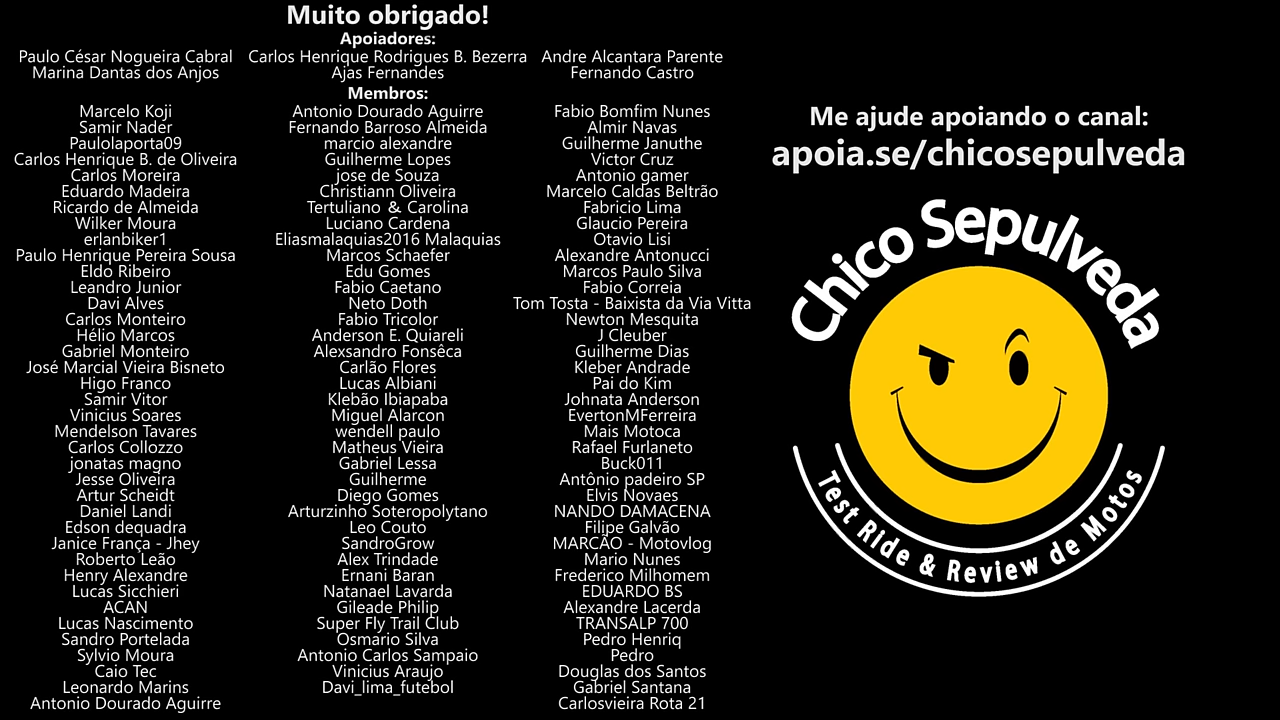 Muito obrigado!
Apoiadores:
Paulo César Nogueira Cabral
Carlos Henrique Rodrigues B. Bezerra
Andre Alcantara Parente
Marina Dantas dos Anjos
Ajas Fernandes
Fernando Castro
Membros:
Marcelo Koji
Samir Nader
Paulolaporta09
Carlos Henrique B. de Oliveira
Carlos Moreira
Eduardo Madeira
Ricardo de Almeida
Wilker Moura
erlanbiker1
Paulo Henrique Pereira Sousa
Eldo Ribeiro
Leandro Junior
Davi Alves
Carlos Monteiro
Hélio Marcos
Gabriel Monteiro
José Marcial Vieira Bisneto
Higo Franco
Samir Vitor
Vinicius Soares
Mendelson Tavares
Carlos Collozzo
jonatas magno
Jesse Oliveira
Artur Scheidt
Daniel Landi
Edson dequadra
Janice França - Jhey
Roberto Leão
Henry Alexandre
Lucas Sicchieri
ACAN
Lucas Nascimento
Sandro Portelada
Sylvio Moura
Caio Tec
Leonardo Marins
Antonio Dourado Aguirre
Antonio Dourado Aguirre
Fernando Barroso Almeida
marcio alexandre
Guilherme Lopes
jose de Souza
Christiann Oliveira
Tertuliano & Carolina
Luciano Cardena
Eliasmalaquias2016 Malaquias
Marcos Schaefer
Edu Gomes
Fabio Caetano
Neto Doth
Fabio Tricolor
Anderson E. Quiareli
Alexsandro Fonsêca
Carlão Flores
Lucas Albiani
Klebão Ibiapaba
Miguel Alarcon
wendell paulo
Matheus Vieira
Gabriel Lessa
Guilherme
Diego Gomes
Arturzinho Soteropolytano
Leo Couto
SandroGrow
Alex Trindade
Ernani Baran
Natanael Lavarda
Gileade Philip
Super Fly Trail Club
Osmario Silva
Antonio Carlos Sampaio
Vinicius Araujo
Davi_lima_futebol
Fabio Bomfim Nunes
Almir Navas
Guilherme Januthe
Victor Cruz
Antonio gamer
Marcelo Caldas Beltrão
Fabricio Lima
Glaucio Pereira
Otavio Lisi
Alexandre Antonucci
Marcos Paulo Silva
Fabio Correia
Tom Tosta - Baixista da Via Vitta
Newton Mesquita
J Cleuber
Guilherme Dias
Kleber Andrade
Pai do Kim
Johnata Anderson
EvertonMFerreira
Mais Motoca
Rafael Furlaneto
Buck011
Antônio padeiro SP
Elvis Novaes
NANDO DAMACENA
Filipe Galvão
MARCÃO - Motovlog
Mario Nunes
Frederico Milhomem
EDUARDO BS
Alexandre Lacerda
TRANSALP 700
Pedro Henriq
Pedro
Douglas dos Santos
Gabriel Santana
Carlosvieira Rota 21
Me ajude apoiando o canal:
apoia.se/chicosepulveda
Chico Sepulveda
Test Ride & Review de Motos